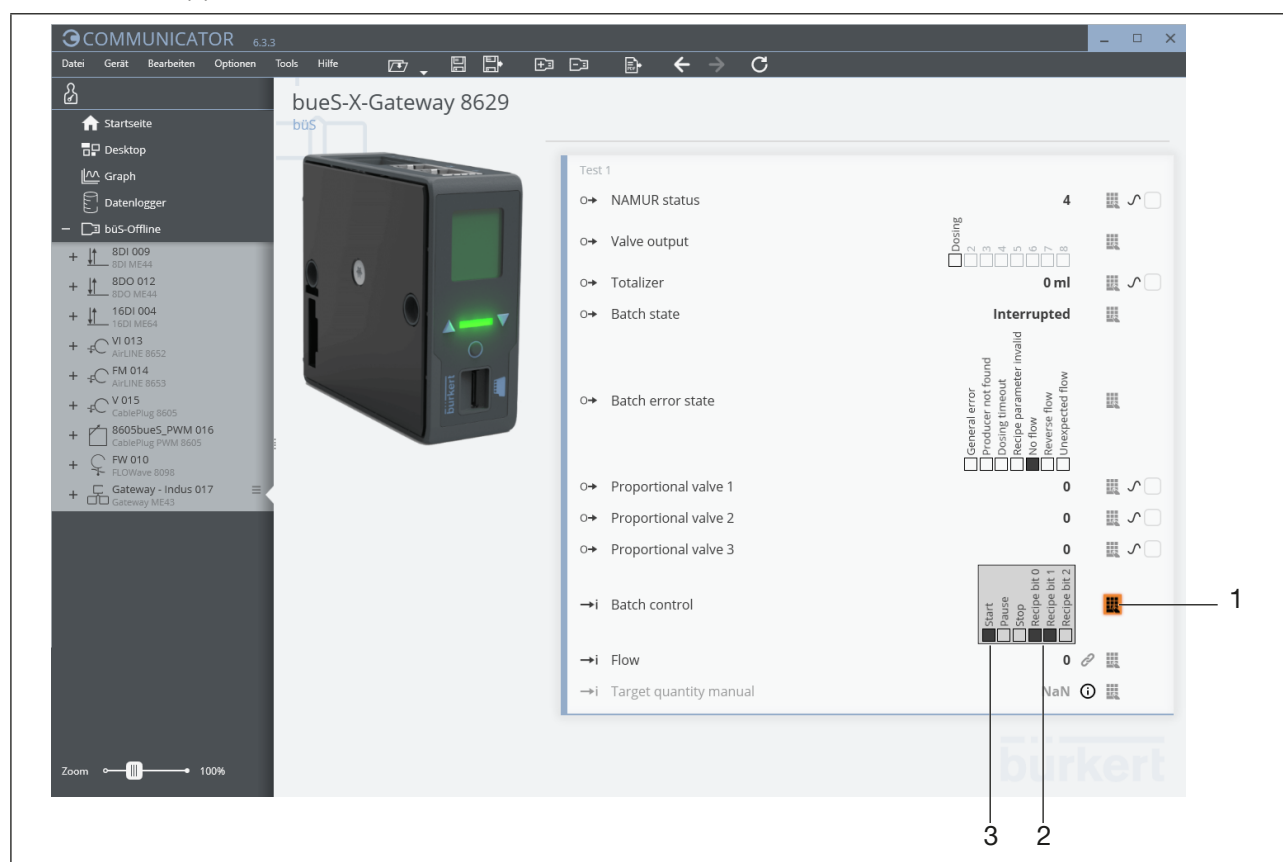 COMMUNICATOR 6.3.3
Datei Gerät Bearbeiten Optionen Tools Hilfe
bueS-X-Gateway 8629
büS
Startseite
Desktop
Graph
Datenlogger
büS-Offline
8DI 009
8DI ME44
8DO 012
8DO ME44
16DI 004
16DI ME64
VI 013
AirLINE 8652
FM 014
AirLINE 8653
V 015
CablePlug 8605
8605bueS_PWM 016
CablePlug PWM 8605
FW 010
FLOWave 8098
Gateway - Indus 017
Gateway ME43
Zoom 100%
bürkert
Test 1
NAMUR status 4
Valve output
Dosing 2 3 4 5 6 7 8
Totalizer 0 ml
Batch state Interrupted
Batch error state
General error
Producer not found
Dosing timeout
Recipe parameter invalid
No flow
Reverse flow
Unexpected flow
Proportional valve 1 0
Proportional valve 2 0
Proportional valve 3 0
Batch control
Start
Pause
Stop
Recipe bit 0
Recipe bit 1
Recipe bit 2
Flow 0
Target quantity manual NaN
bürkert
1
3 2